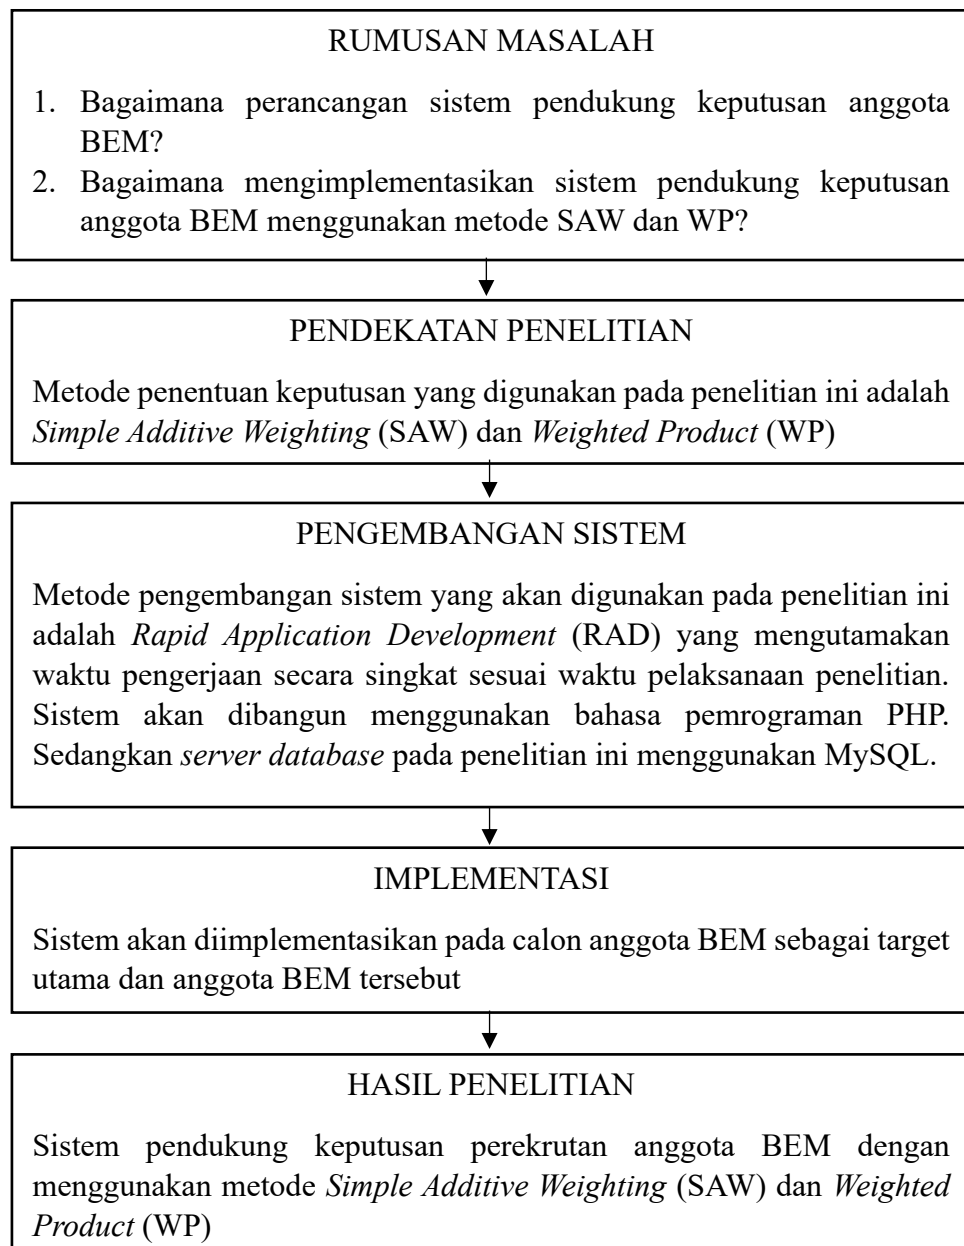 RUMUSAN MASALAH
1. Bagaimana perancangan sistem pendukung keputusan anggota
BEM?
2. Bagaimana mengimplementasikan sistem pendukung keputusan
anggota BEM menggunakan metode SAW dan WP?
PENDEKATAN PENELITIAN
Metode penentuan keputusan yang digunakan pada penelitian ini adalah
Simple Additive Weighting (SAW) dan Weighted Product (WP)
PENGEMBANGAN SISTEM
Metode pengembangan sistem yang akan digunakan pada penelitian ini
adalah Rapid Application Development (RAD) yang mengutamakan
waktu pengerjaan secara singkat sesuai waktu pelaksanaan penelitian.
Sistem akan dibangun menggunakan bahasa pemrograman PHP.
Sedangkan server database pada penelitian ini menggunakan MySQL.
IMPLEMENTASI
Sistem akan diimplementasikan pada calon anggota BEM sebagai target
utama dan anggota BEM tersebut
HASIL PENELITIAN
Sistem pendukung keputusan perekrutan anggota BEM dengan
menggunakan metode Simple Additive Weighting (SAW) dan Weighted
Product (WP)